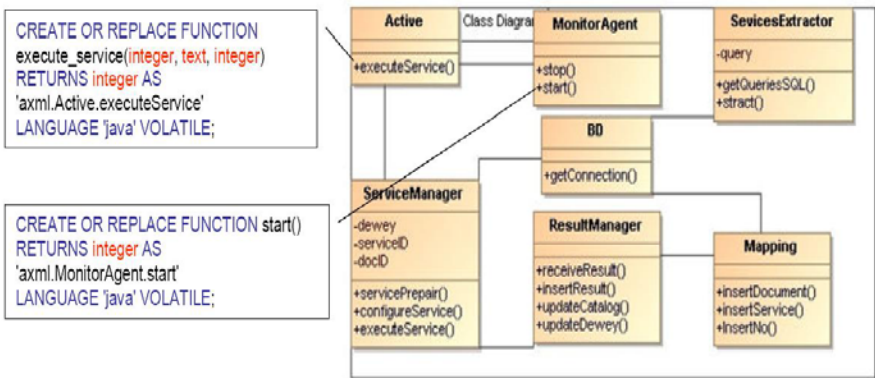 CREATE OR REPLACE FUNCTION
execute_service(integer, text, integer)
RETURNS integer AS
'axml.Active.executeService'
LANGUAGE 'java' VOLATILE;
CREATE OR REPLACE FUNCTION start()
RETURNS integer AS
'axml.MonitorAgent.start'
LANGUAGE 'java' VOLATILE;
Class Diagra
Active
+executeService()
MonitorAgent
+stop()
+start()
SevicesExtractor
-query
+getQueriesSQL()
+stract()
BD
+getConnection()
ServiceManager
-dewey
-serviceID
-docID
+servicePrepair()
+configureService()
+executeService()
ResultManager
+receiveResult()
+insertResult()
+updateCatalog()
+updateDewey()
Mapping
+insertDocument()
+insertService()
+InsertNo()